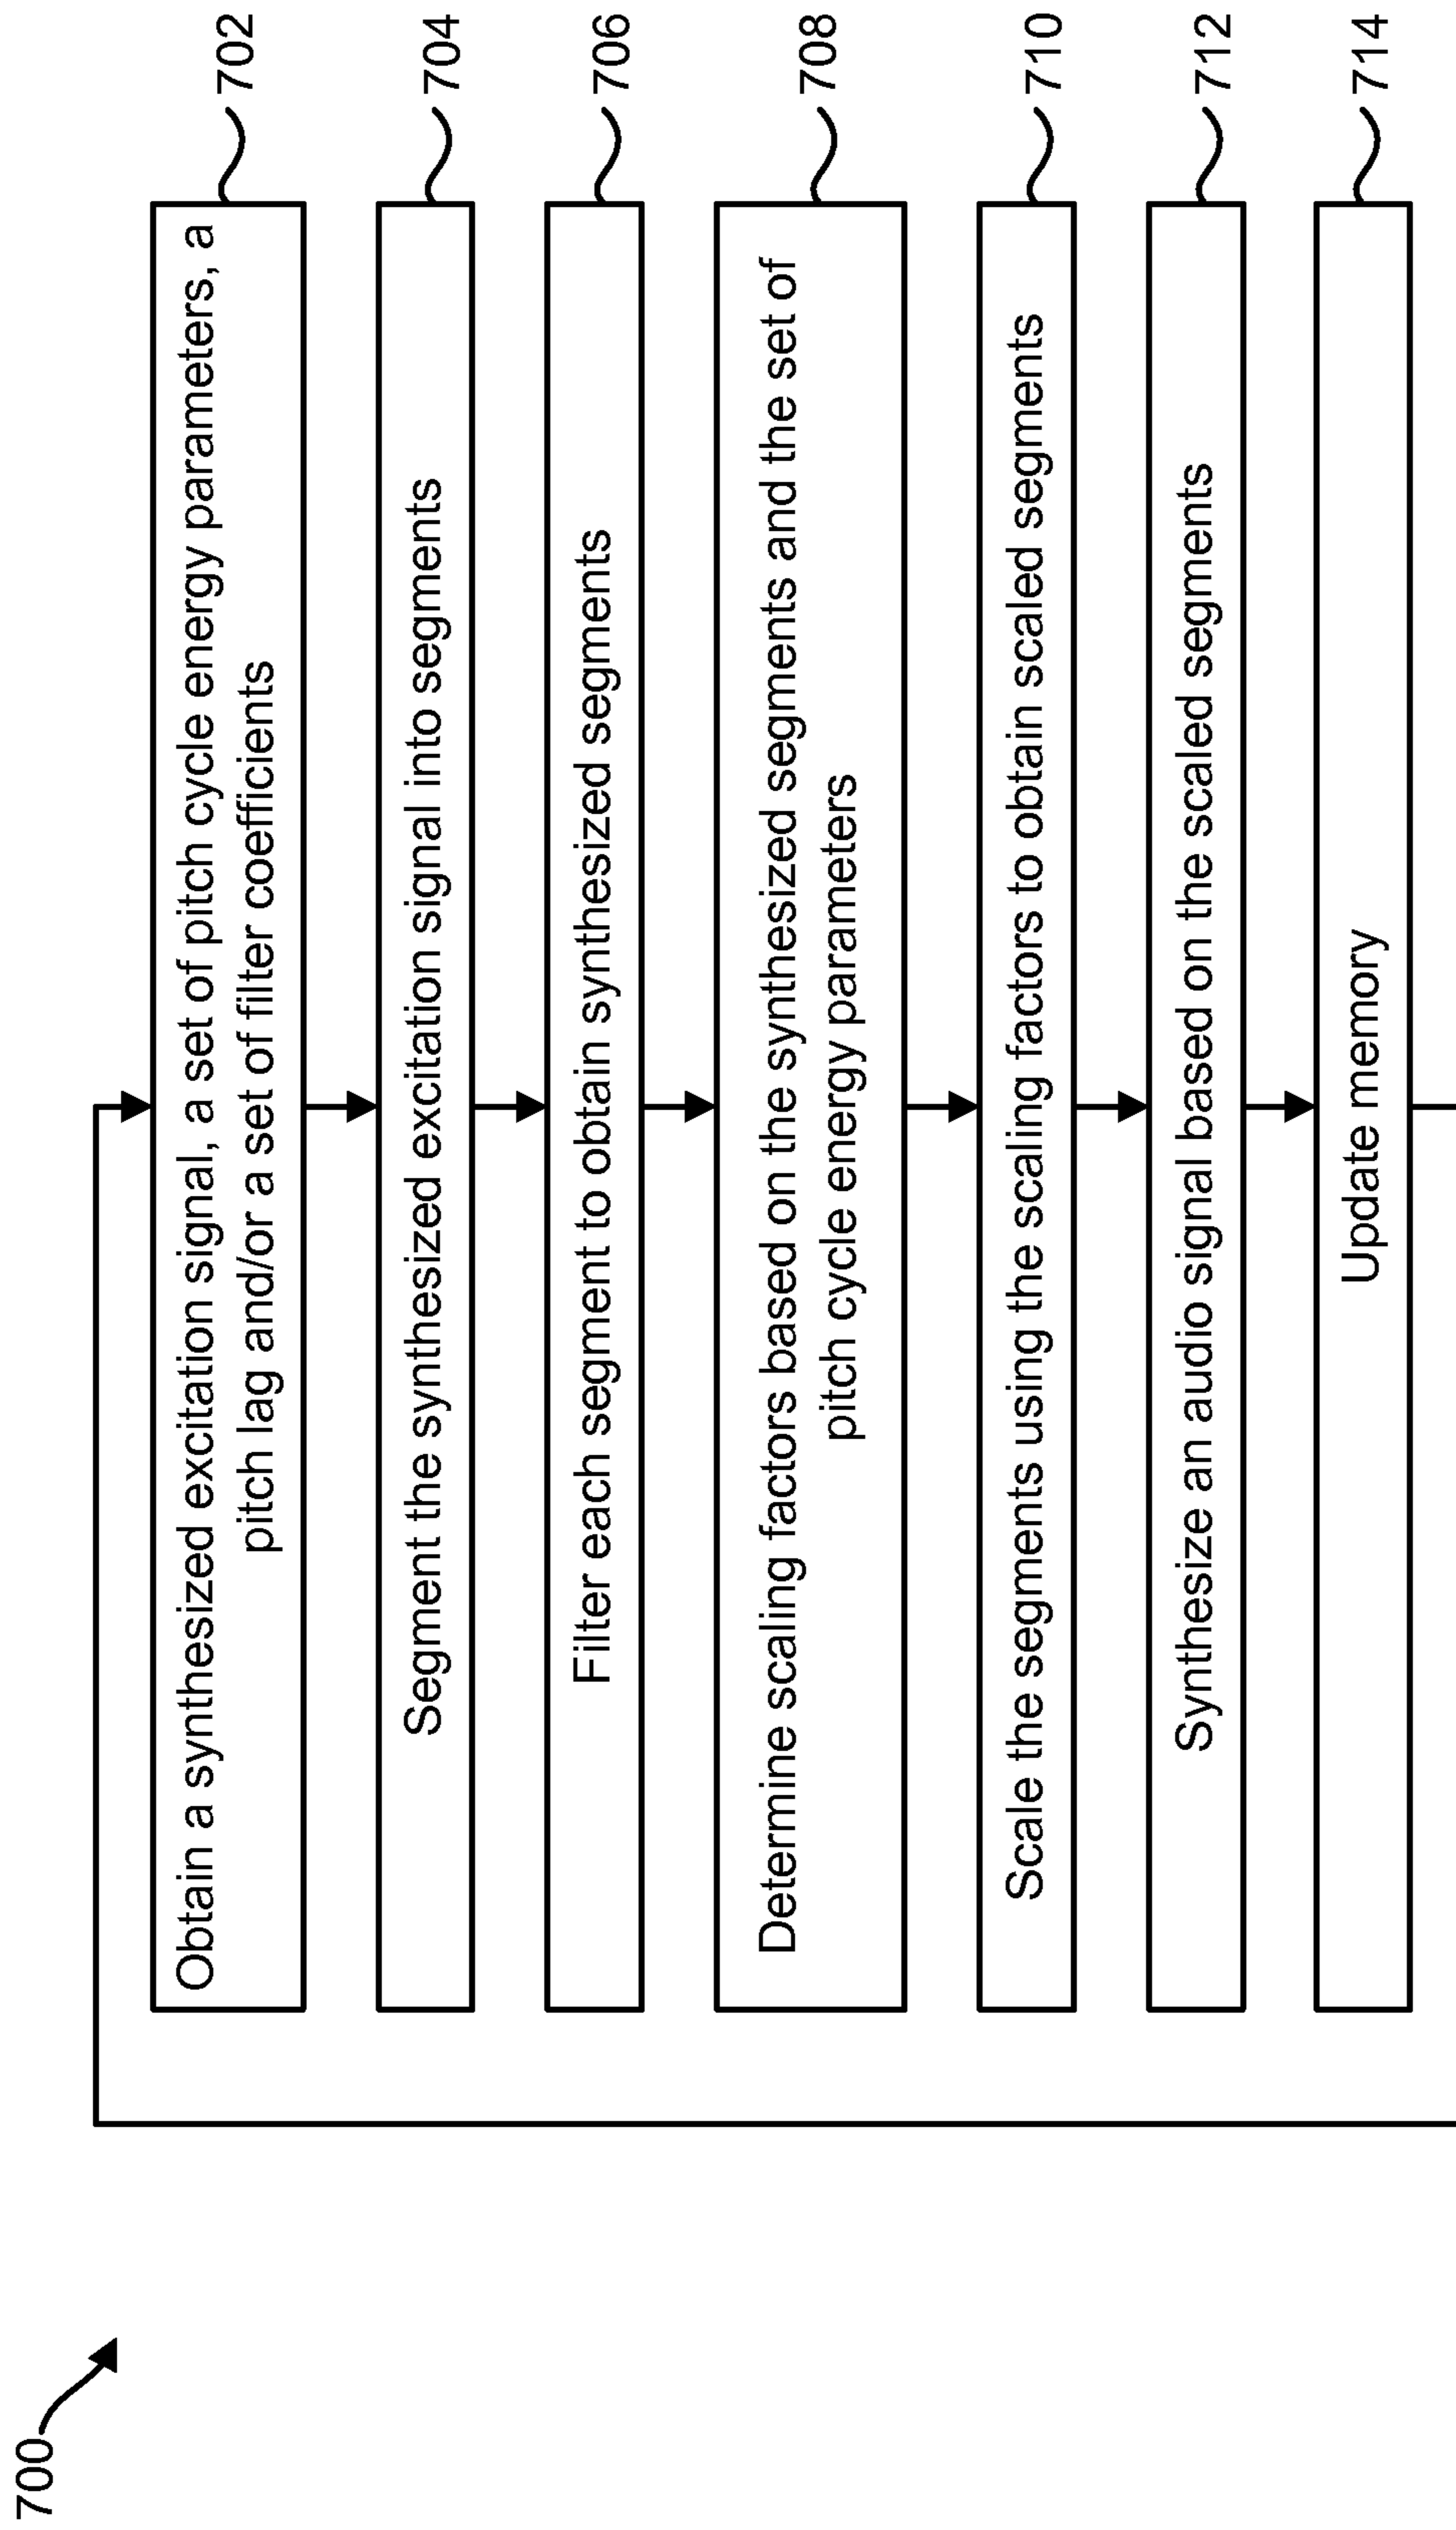 700
Obtain a synthesized excitation signal, a set of pitch cycle energy parameters, a
pitch lag and/or a set of filter coefficients
702
Segment the synthesized excitation signal into segments
704
Filter each segment to obtain synthesized segments
706
Determine scaling factors based on the synthesized segments and the set of
pitch cycle energy parameters
708
Scale the segments using the scaling factors to obtain scaled segments
710
Synthesize an audio signal based on the scaled segments
712
Update memory
714